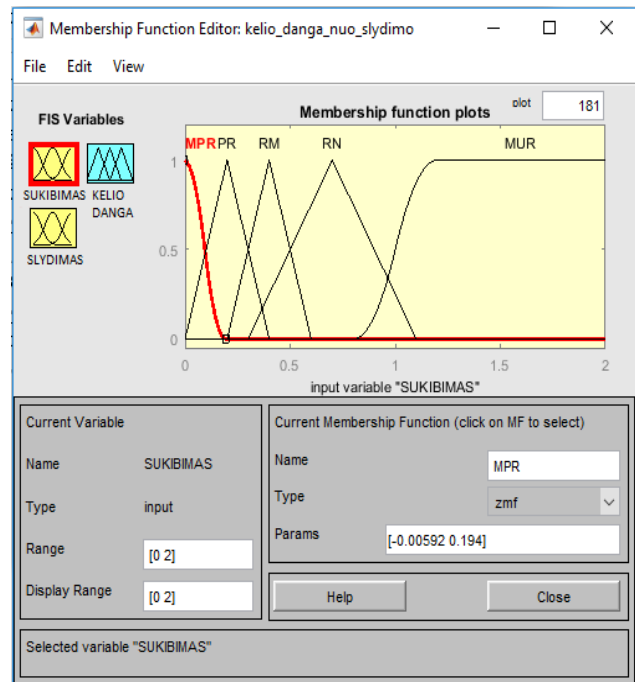 Membership Function Editor: kelio_danga_nuo_slydimo
File Edit View
FIS Variables
SUKIBIMAS
KELIO
DANGA
SLYDIMAS
Membership function plots
plot
181
MPR PR RM RN MUR
1
0.5
0
0 0.5 1 1.5 2
input variable "SUKIBIMAS"
Current Variable
Name SUKIBIMAS
Type input
Range [0 2]
Display Range [0 2]
Current Membership Function (click on MF to select)
Name MPR
Type zmf
Params [-0.00592 0.194]
Help Close
Selected variable "SUKIBIMAS"